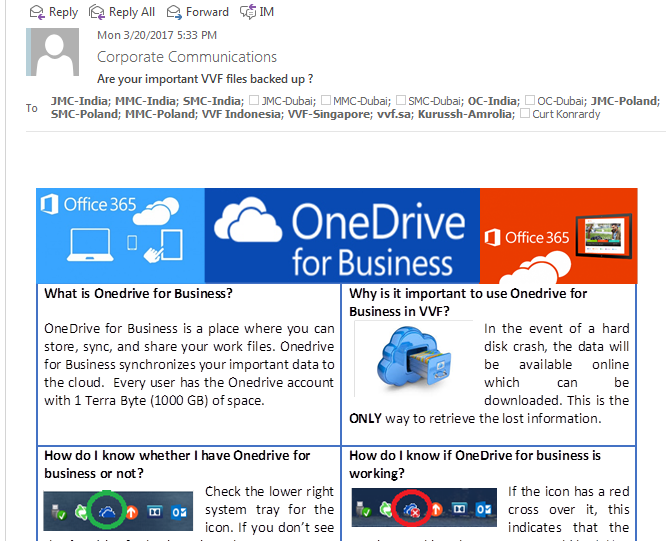 Reply Reply All Forward IM
Mon 3/20/2017 5:33 PM
Corporate Communications
Are your important VVF files backed up ?
To JMC-India; MMC-India; SMC-India; JMC-Dubai; MMC-Dubai; SMC-Dubai; OC-India; OC-Dubai; JMC-Poland;
SMC-Poland; MMC-Poland; VVF Indonesia; VVF-Singapore; vvf.sa; Kurussh-Amrolia; Curt Konrardy
Office 365
OneDrive
for Business
Office 365
What is Onedrive for Business?
OneDrive for Business is a place where you can
store, sync, and share your work files. Onedrive
for Business synchronizes your important data to
the cloud. Every user has the Onedrive account
with 1 Terra Byte (1000 GB) of space.
Why is it important to use Onedrive for
Business in VVF?
In the event of a hard
disk crash, the data will
be available online
which can be
downloaded. This is the
ONLY way to retrieve the lost information.
How do I know whether I have Onedrive for
business or not?
Check the lower right
system tray for the
icon. If you don't see
How do I know if OneDrive for business is
working?
If the icon has a red
cross over it, this
indicates that the